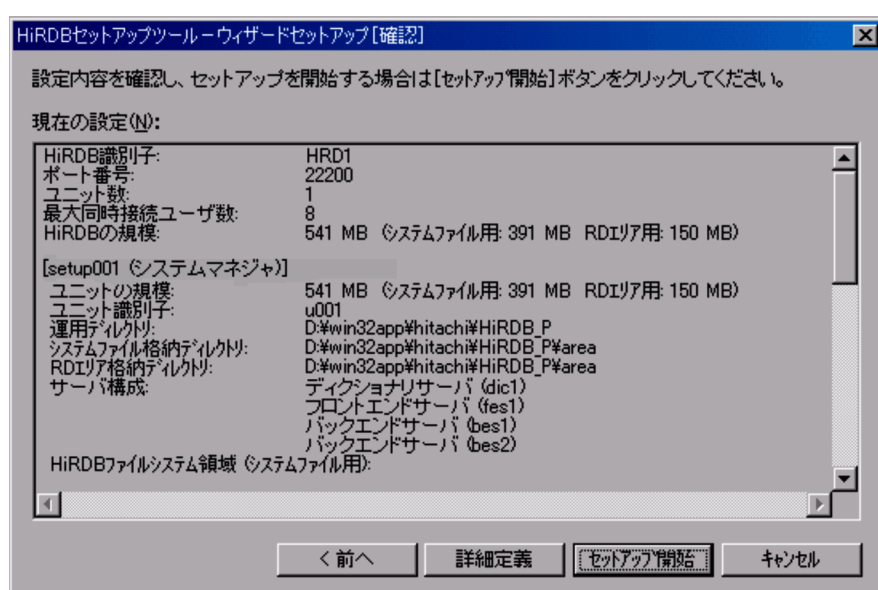 HiRDBセットアップツール－ウィザードセットアップ[確認]
設定内容を確認し、セットアップを開始する場合は[ｾｯﾄｱｯﾌﾟ開始]ボタンをクリックしてください。
現在の設定(N):
HiRDB識別子: HRD1
ポート番号: 22200
ユニット数: 1
最大同時接続ユーザ数: 8
HiRDBの規模: 541 MB (ｼｽﾃﾑﾌｧｲﾙ用: 391 MB RDｴﾘｱ用: 150 MB)
[setup001 (システムマネジャ)]
ユニットの規模: 541 MB (ｼｽﾃﾑﾌｧｲﾙ用: 391 MB RDｴﾘｱ用: 150 MB)
ユニット識別子: u001
運用ﾃﾞｨﾚｸﾄﾘ: D:¥win32app¥hitachi¥HiRDB_P
ｼｽﾃﾑﾌｧｲﾙ格納ﾃﾞｨﾚｸﾄﾘ: D:¥win32app¥hitachi¥HiRDB_P¥area
RDｴﾘｱ格納ﾃﾞｨﾚｸﾄﾘ: D:¥win32app¥hitachi¥HiRDB_P¥area
サーバ構成: ディクショナリサーバ (dic1)
フロントエンドサーバ (fes1)
バックエンドサーバ (bes1)
バックエンドサーバ (bes2)
HiRDBﾌｧｲﾙｼｽﾃﾑ領域 (ｼｽﾃﾑﾌｧｲﾙ用):
< 前へ 詳細定義 ｾｯﾄｱｯﾌﾟ開始 ｷｬﾝｾﾙ